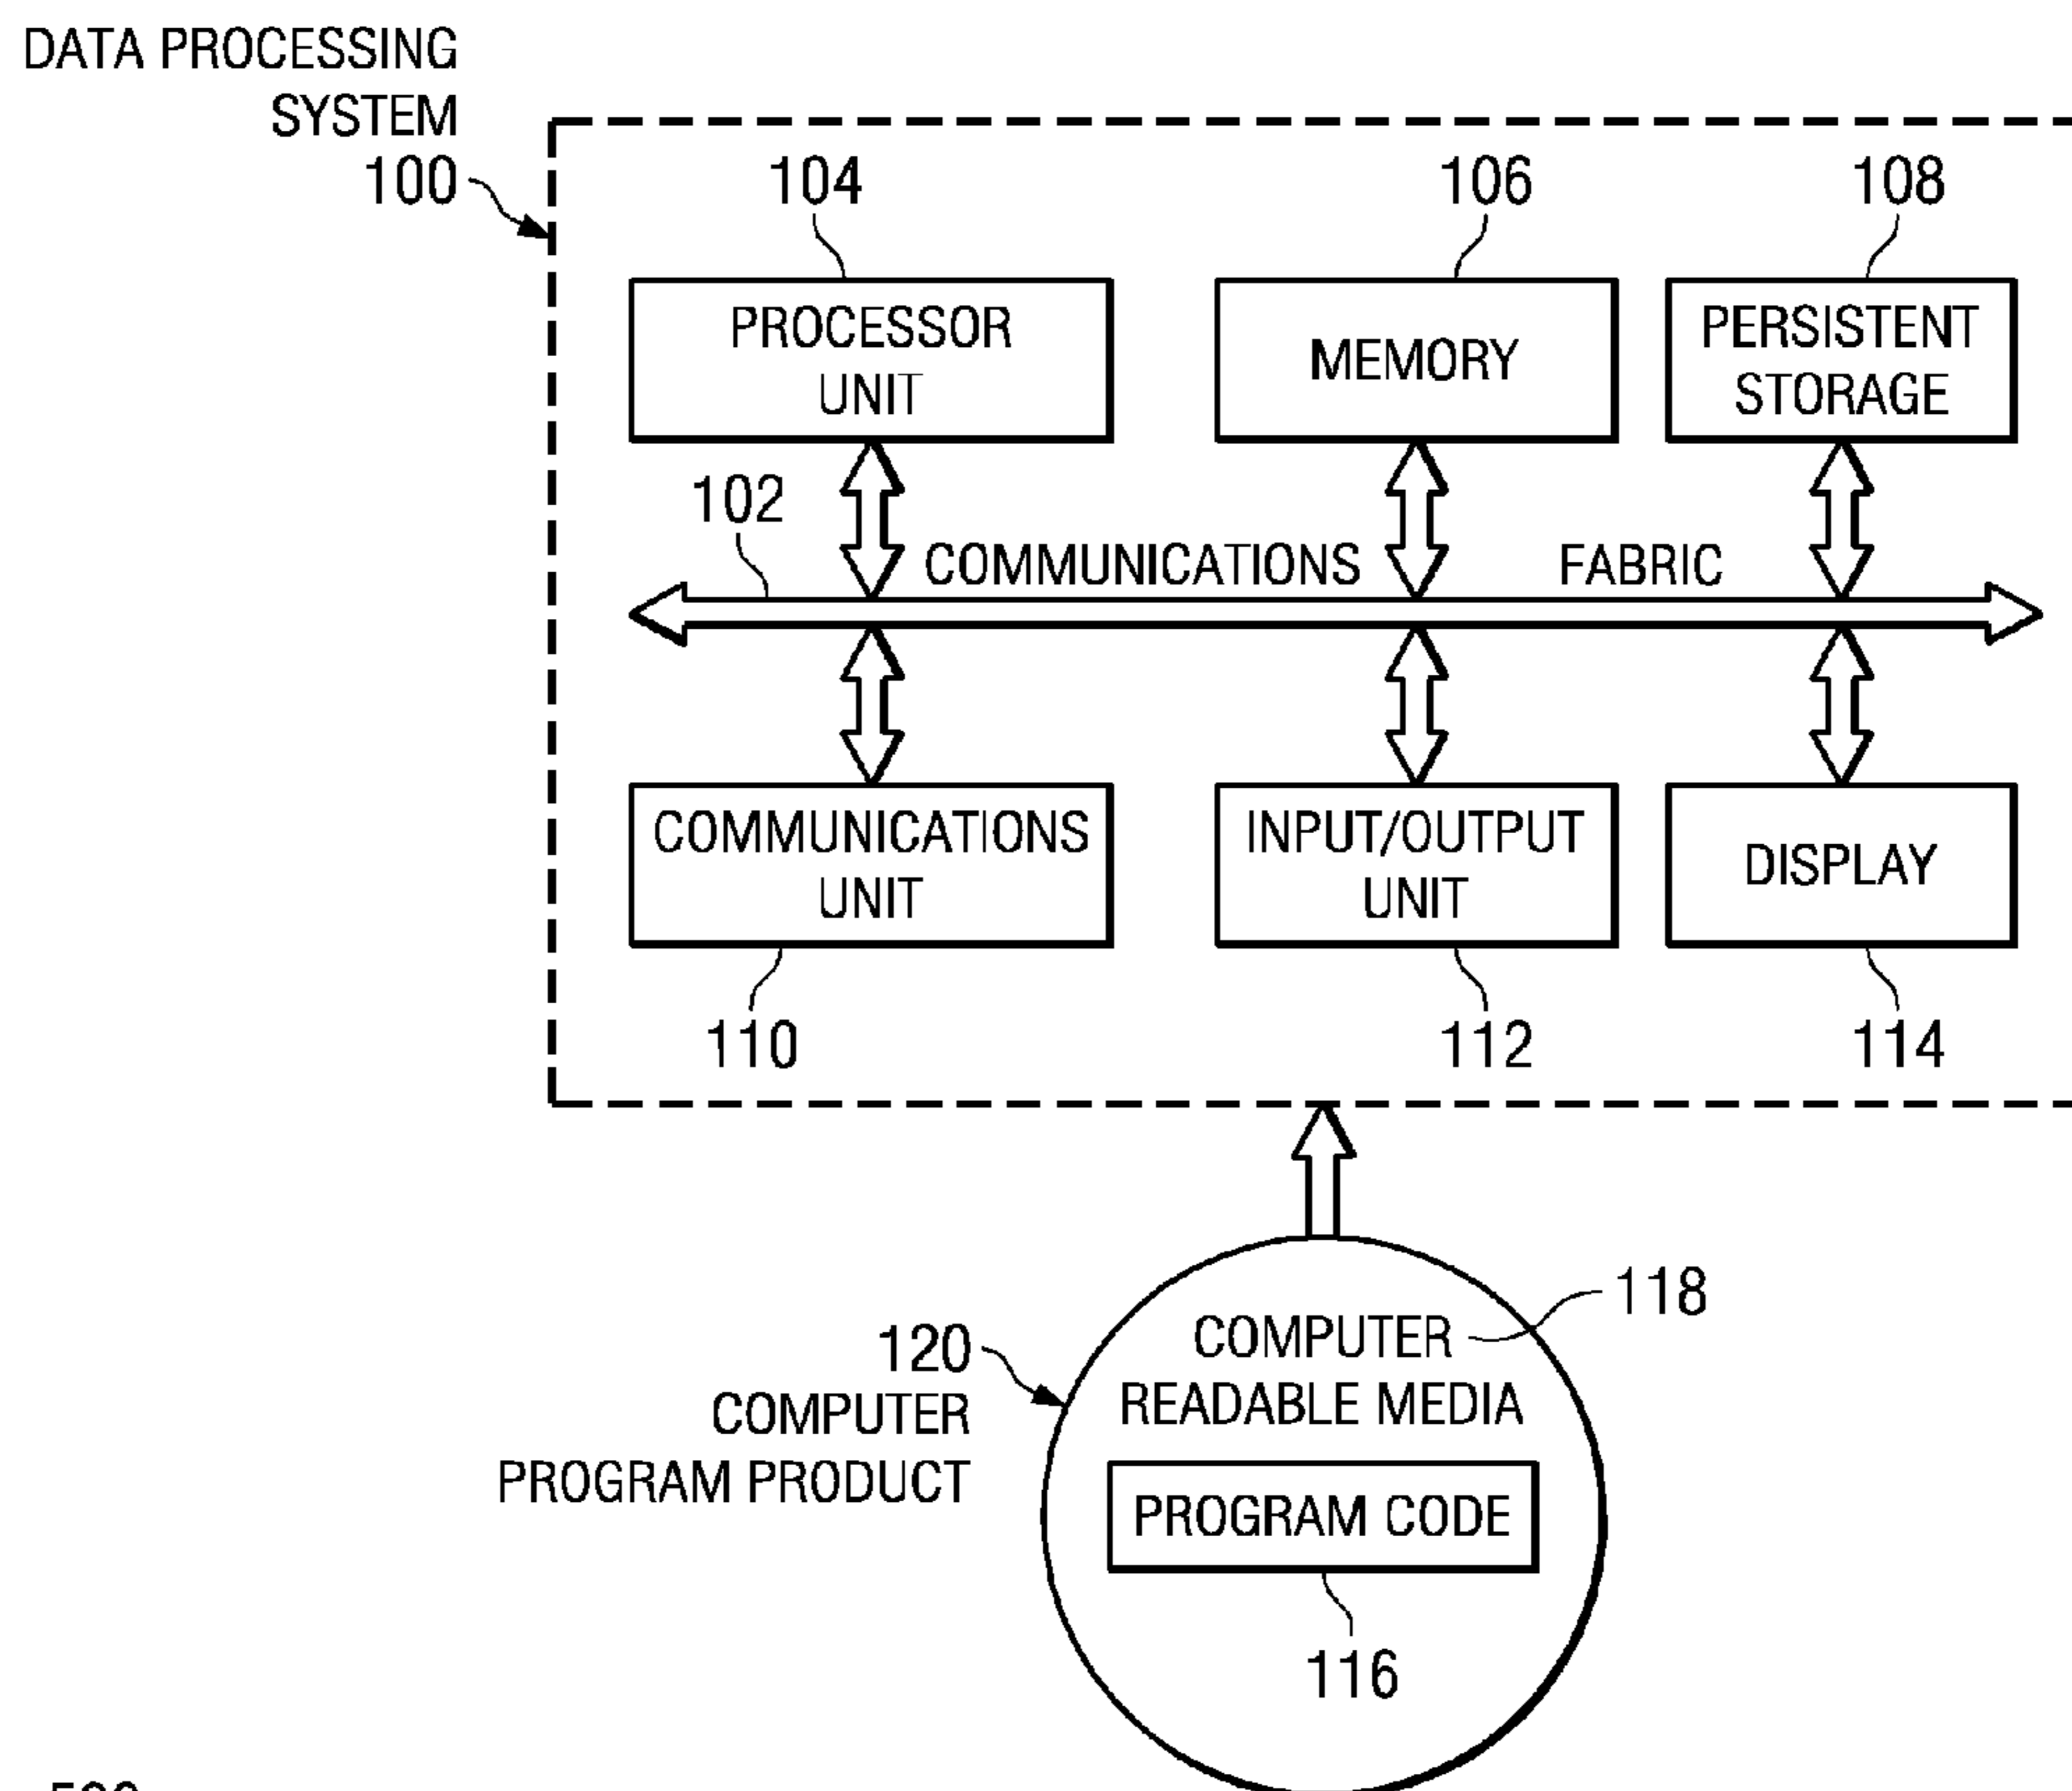 DATA PROCESSING
SYSTEM
100
104
106
108
PROCESSOR
UNIT
MEMORY
PERSISTENT
STORAGE
102
COMMUNICATIONS
FABRIC
COMMUNICATIONS
UNIT
INPUT/OUTPUT
UNIT
DISPLAY
110
112
114
118
COMPUTER
READABLE MEDIA
120
COMPUTER
PROGRAM PRODUCT
PROGRAM CODE
116